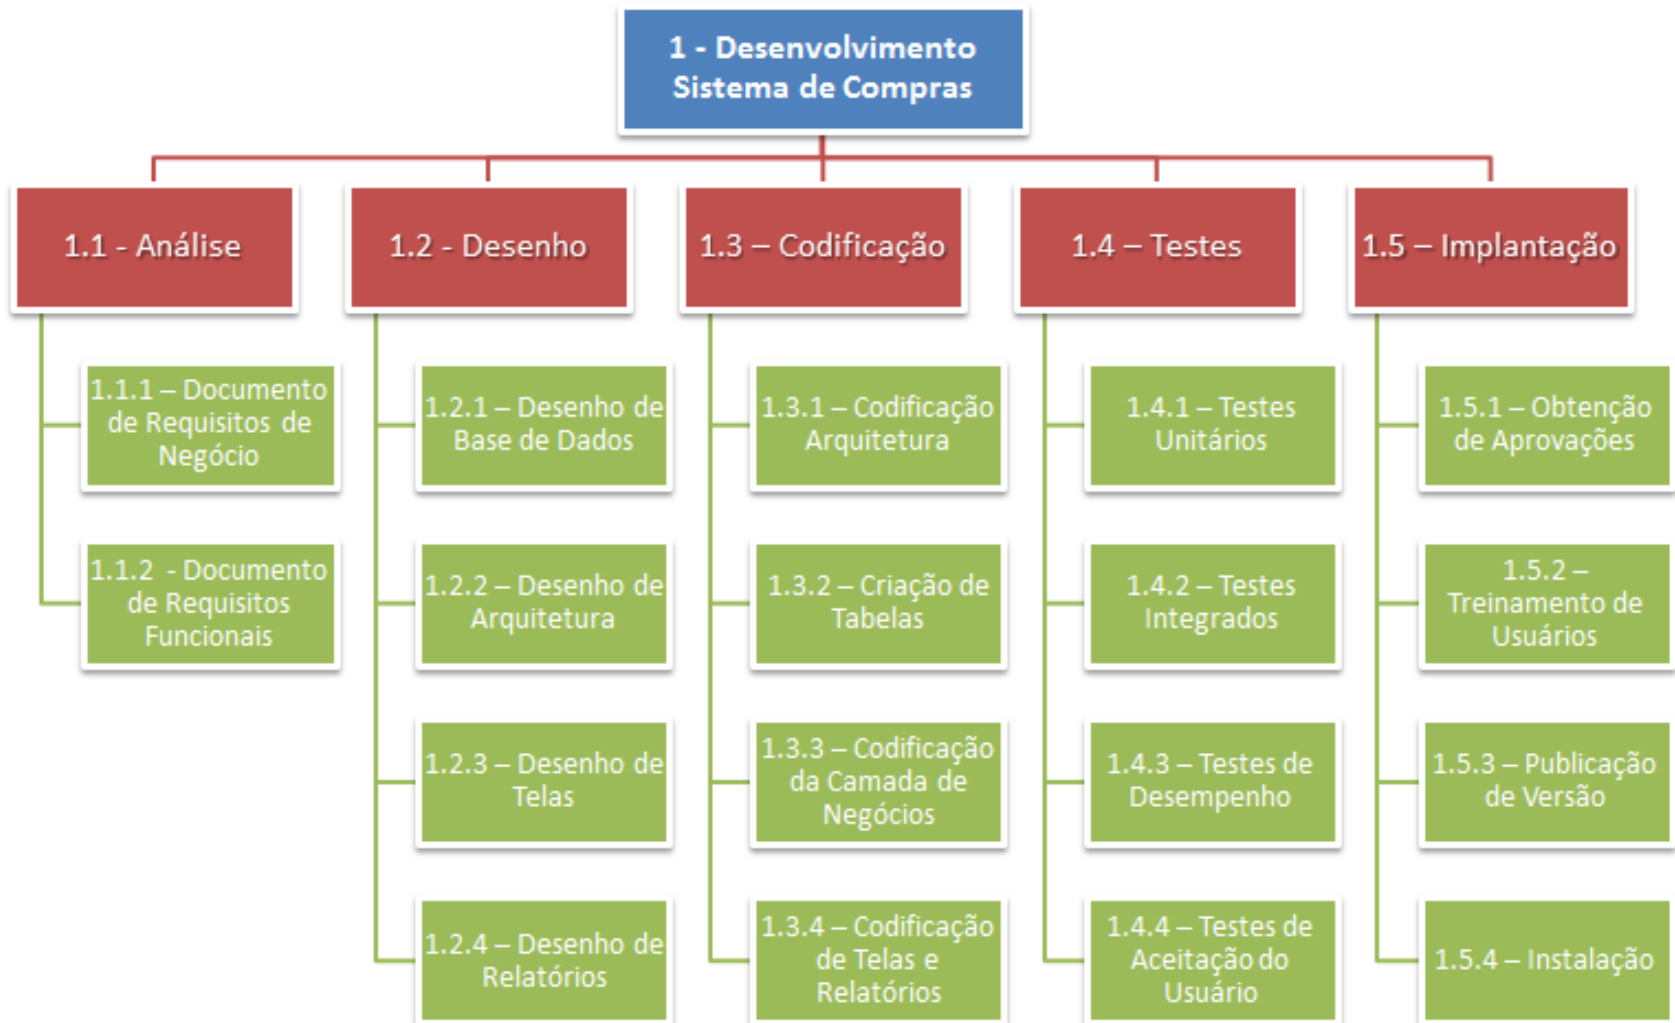 1 - Desenvolvimento
Sistema de Compras
1.1 - Análise
1.2 - Desenho
1.3 – Codificação
1.4 – Testes
1.5 – Implantação
1.1.1 – Documento
de Requisitos de
Negócio
1.1.2 - Documento
de Requisitos
Funcionais
1.2.1 – Desenho de
Base de Dados
1.2.2 – Desenho de
Arquitetura
1.2.3 – Desenho de
Telas
1.2.4 – Desenho de
Relatórios
1.3.1 – Codificação
Arquitetura
1.3.2 – Criação de
Tabelas
1.3.3 – Codificação
da Camada de
Negócios
1.3.4 – Codificação
de Telas e
Relatórios
1.4.1 – Testes
Unitários
1.4.2 – Testes
Integrados
1.4.3 – Testes de
Desempenho
1.4.4 – Testes de
Aceitação do
Usuário
1.5.1 – Obtenção
de Aprovações
1.5.2 –
Treinamento de
Usuários
1.5.3 – Publicação
de Versão
1.5.4 – Instalação